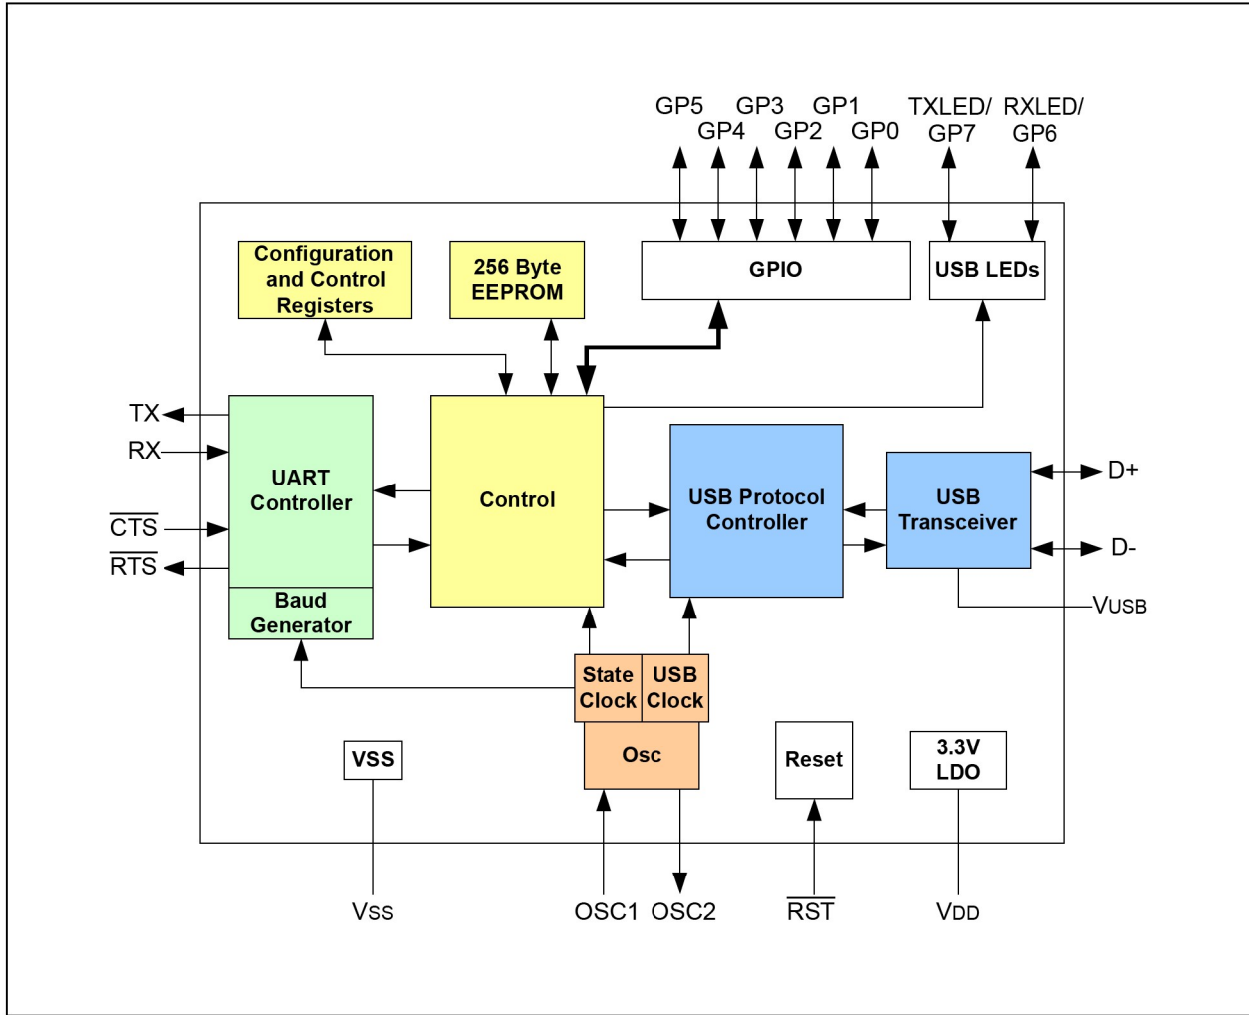 GP5 GP3 GP1 TXLED/ RXLED/
GP4 GP2 GP0 GP7 GP6
Configuration
and Control
Registers
256 Byte
EEPROM
GPIO
USB LEDs
TX
RX
CTS
RTS
UART
Controller
Baud
Generator
Control
USB Protocol
Controller
USB
Transceiver
D+
D-
VUSB
State
Clock
USB
Clock
Osc
VSS
Reset
3.3V
LDO
VSS
OSC1
OSC2
RST
VDD